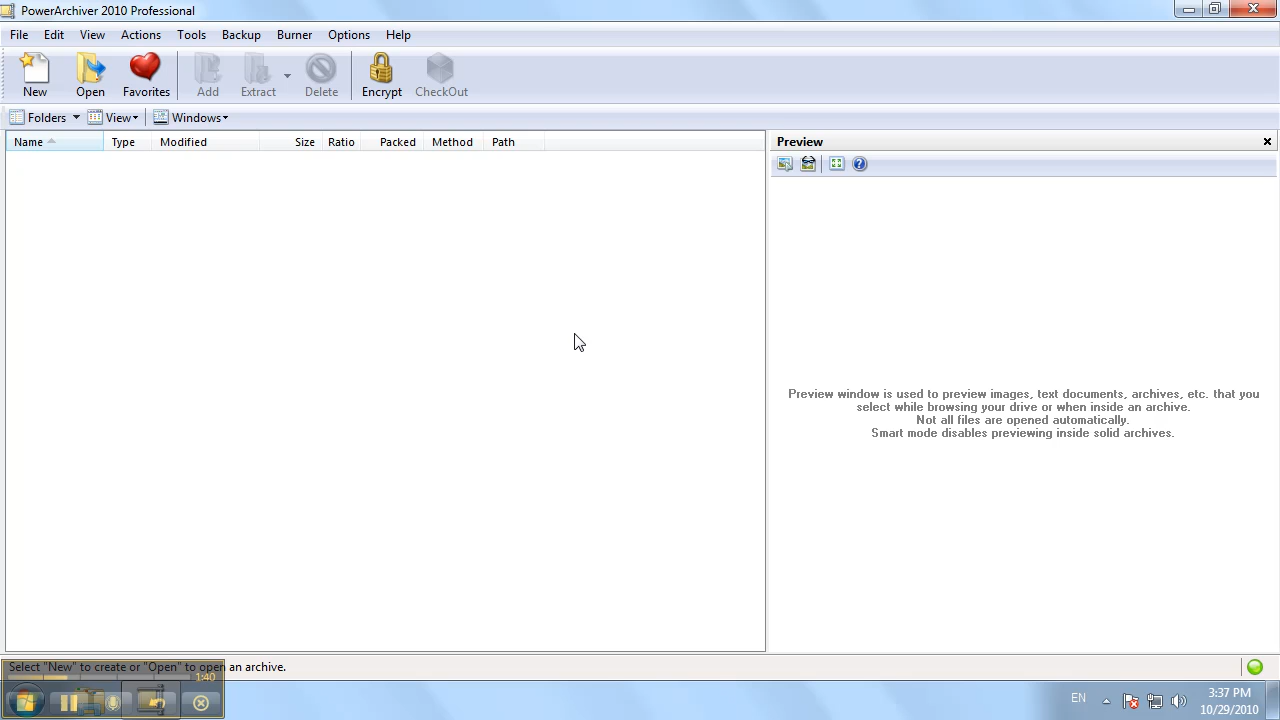 PowerArchiver 2010 Professional
File Edit View Actions Tools Backup Burner Options Help
New Open Favorites Add Extract Delete Encrypt CheckOut
Folders View Windows
Name Type Modified Size Ratio Packed Method Path
Preview
Preview window is used to preview images, text documents, archives, etc. that you
select while browsing your drive or when inside an archive.
Not all files are opened automatically.
Smart mode disables previewing inside solid archives.
Select "New" to create or "Open" to open an archive.
1:40
EN
3:37 PM
10/29/2010